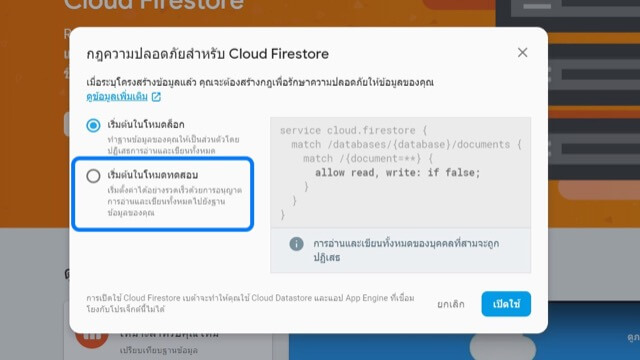 Cloud Firestore
กฎความปลอดภัยสำหรับ Cloud Firestore
เมื่อระบุโครงสร้างข้อมูลแล้ว คุณจะต้องสร้างกฎเพื่อรักษาความปลอดภัยให้ข้อมูลของคุณ
ดูข้อมูลเพิ่มเติม
เริ่มต้นในโหมดล็อก
ทำฐานข้อมูลของคุณให้เป็นส่วนตัวโดย
ปฏิเสธการอ่านและเขียนทั้งหมด
เริ่มต้นในโหมดทดสอบ
เริ่มตั้งค่าได้อย่างรวดเร็วด้วยการอนุญาต
การอ่านและเขียนทั้งหมดไปยังฐาน
ข้อมูลของคุณ
service cloud.firestore {
match /databases/{database}/documents {
match /{document=**} {
allow read, write: if false;
}
}
}
การอ่านและเขียนทั้งหมดของบุคคลที่สามจะถูก
ปฏิเสธ
การเปิดใช้ Cloud Firestore เบต้าจะทำให้คุณใช้ Cloud Datastore และแอป App Engine ที่เชื่อม
โยงกับโปรเจ็กต์นี้ไม่ได้
ยกเลิก
เปิดใช้
เปรียบเทียบฐานข้อมูล